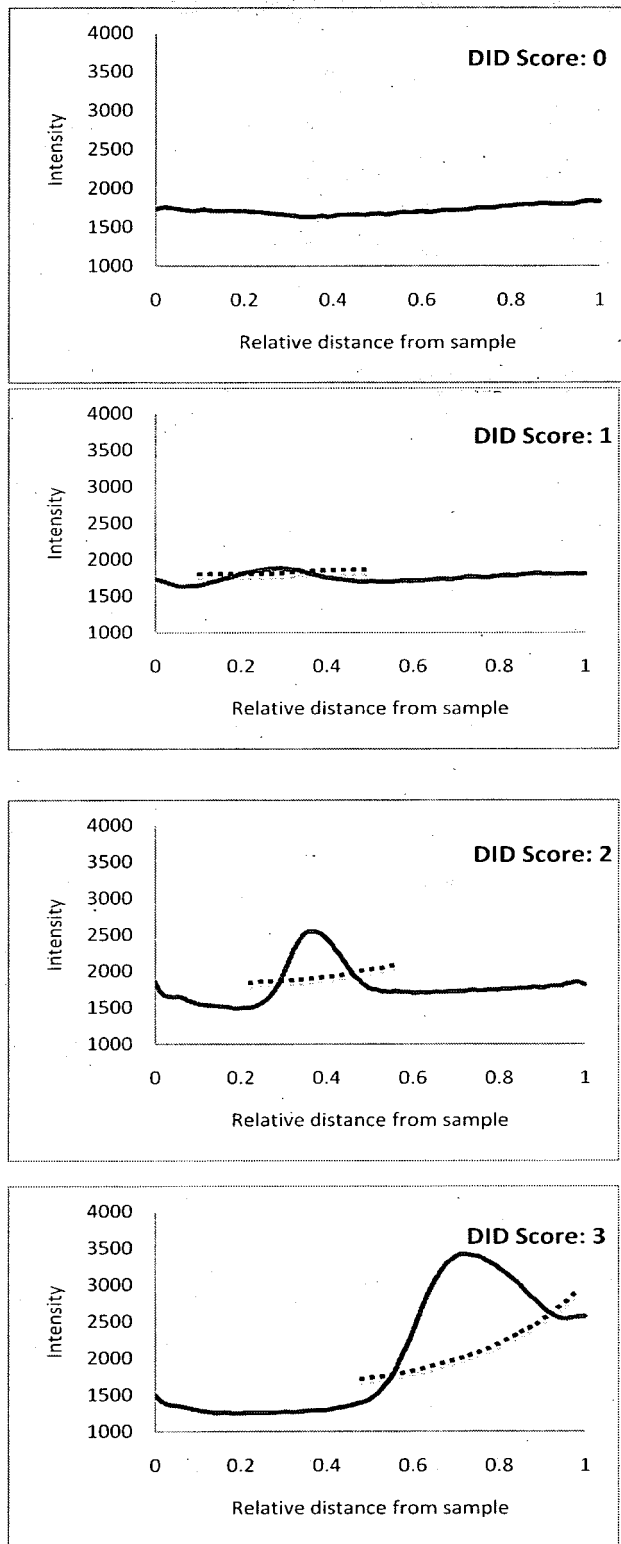 DID Score: 0
4000
3500
3000
2500
2000
1500
1000
Intensity
0 0.2 0.4 0.6 0.8 1
Relative distance from sample
DID Score: 1
4000
3500
3000
2500
2000
1500
1000
Intensity
0 0.2 0.4 0.6 0.8 1
Relative distance from sample
DID Score: 2
4000
3500
3000
2500
2000
1500
1000
Intensity
0 0.2 0.4 0.6 0.8 1
Relative distance from sample
DID Score: 3
4000
3500
3000
2500
2000
1500
1000
Intensity
0 0.2 0.4 0.6 0.8 1
Relative distance from sample